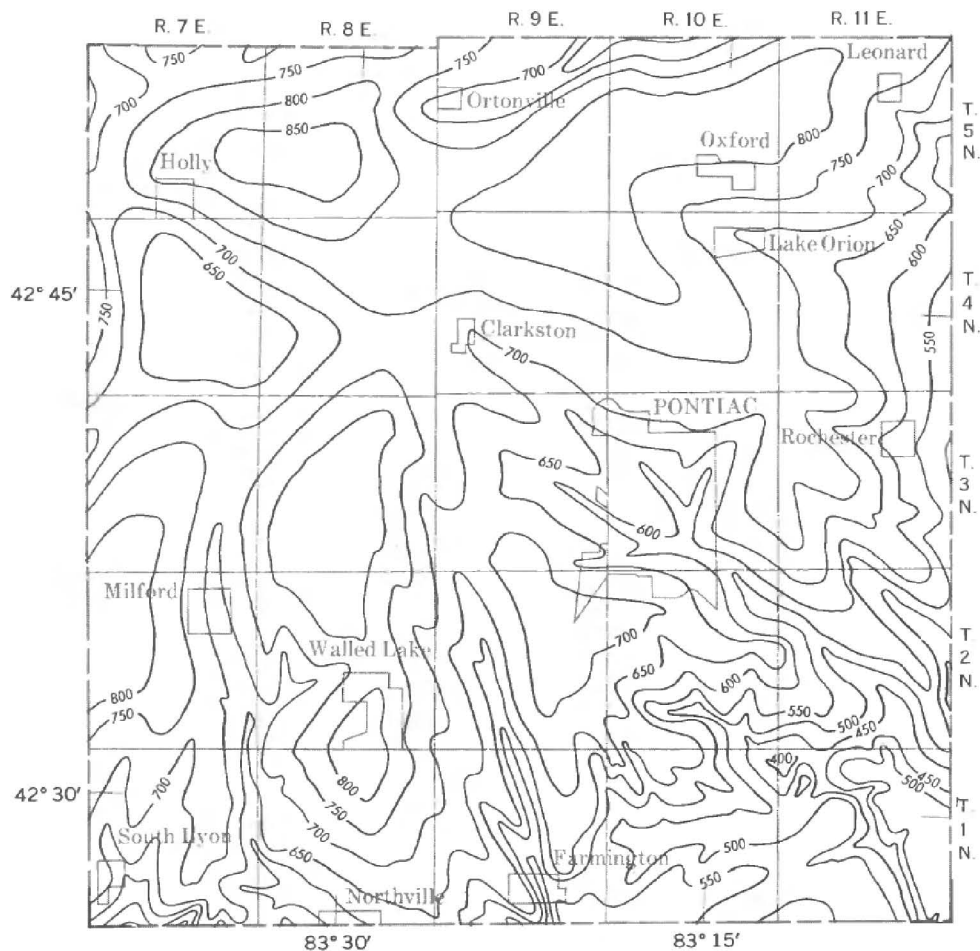 R. 7 E. R. 8 E. R. 9 E. R. 10 E. R. 11 E.
750 750 750 700 Leonard
700 800 Ortonville 800
850 Oxford 750
Holly 700
T. 5 N.
700 650
650 Lake Orion 600
42° 45' 750
Clarkston 550
T. 4 N.
700
PONTIAC
Rochester
650
T. 3 N.
600
Milford
700
Walled Lake 650
T. 2 N.
800 600
750 550
500 450
400 450
700 800 500
42° 30' 750
700
South Lyon 500
650 Farmington 550
T. 1 N.
Northville
83° 30' 83° 15'